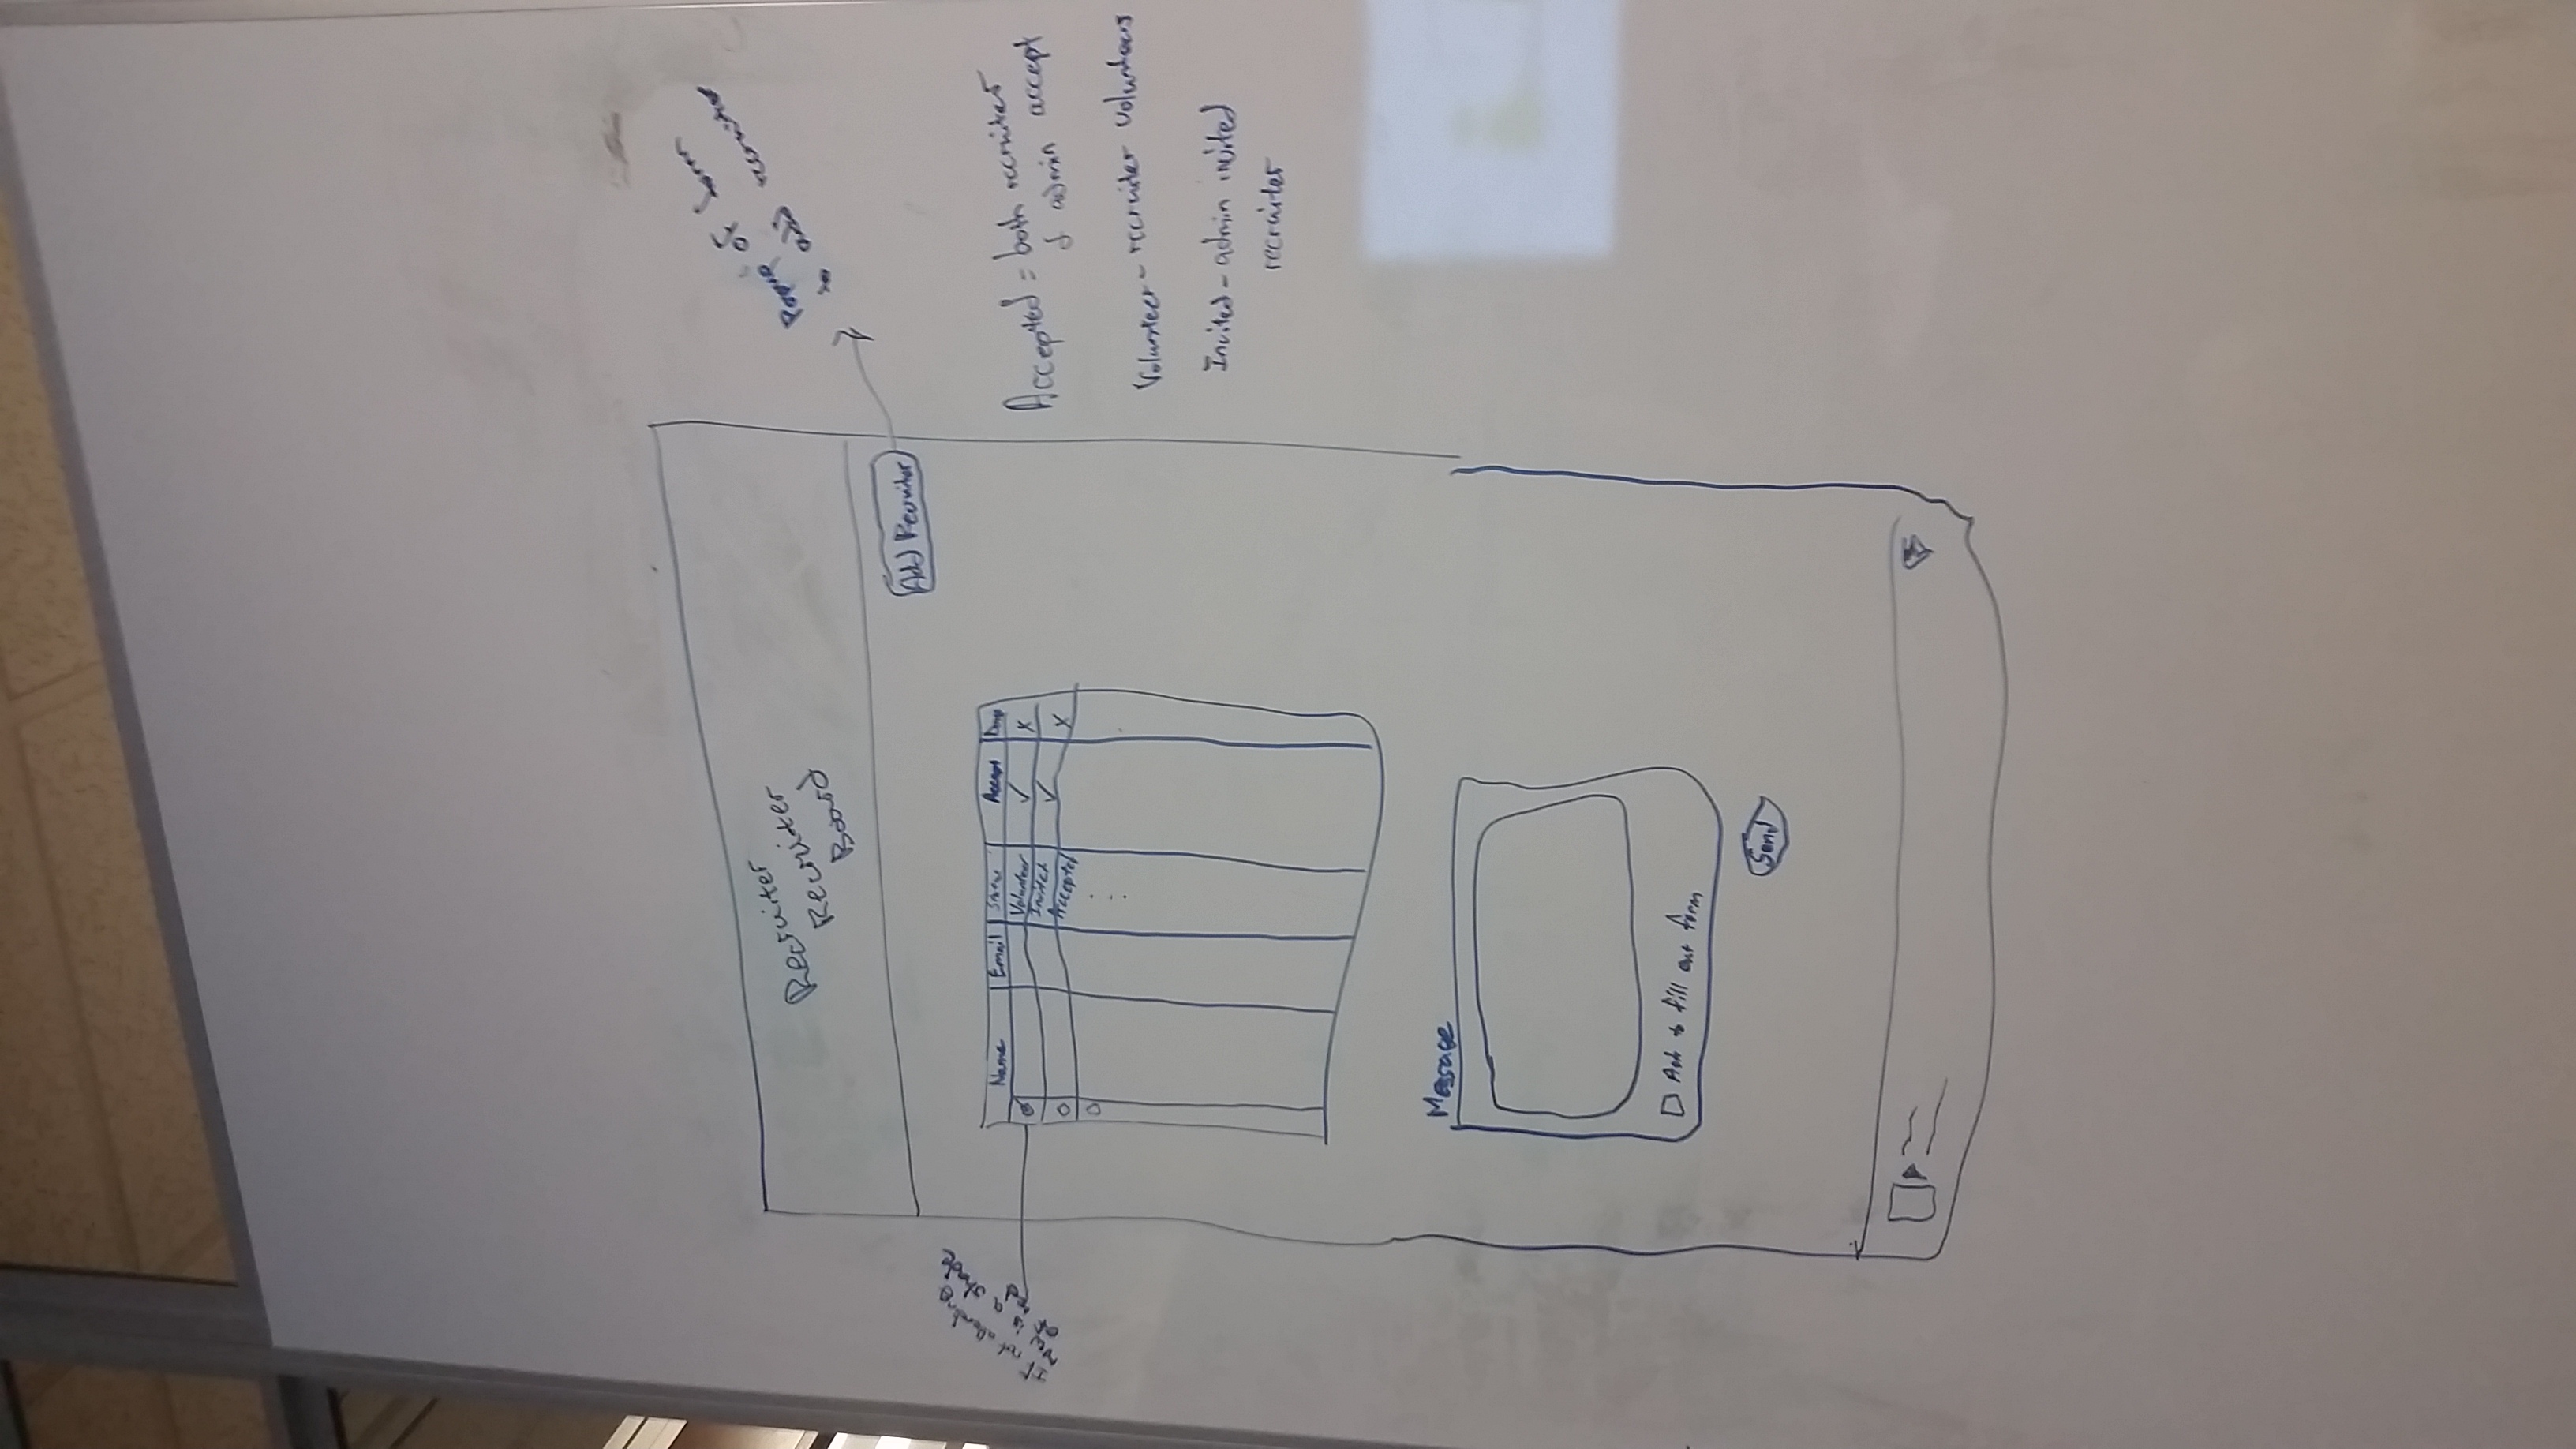 Recruiter
Recruiter
Board
Popup of form
to add recruiter
Add Recruiter
If not attending
row is a shade
of red
Name Email Status Accept Deny
Volunteer ✓ X
Invited ✓ X
Accepted
Accepted = both recruiter
& admin accept
Volunteer - recruiter volunteers
Invited - admin invited
recruiter
Message
Ask to fill out form
Send